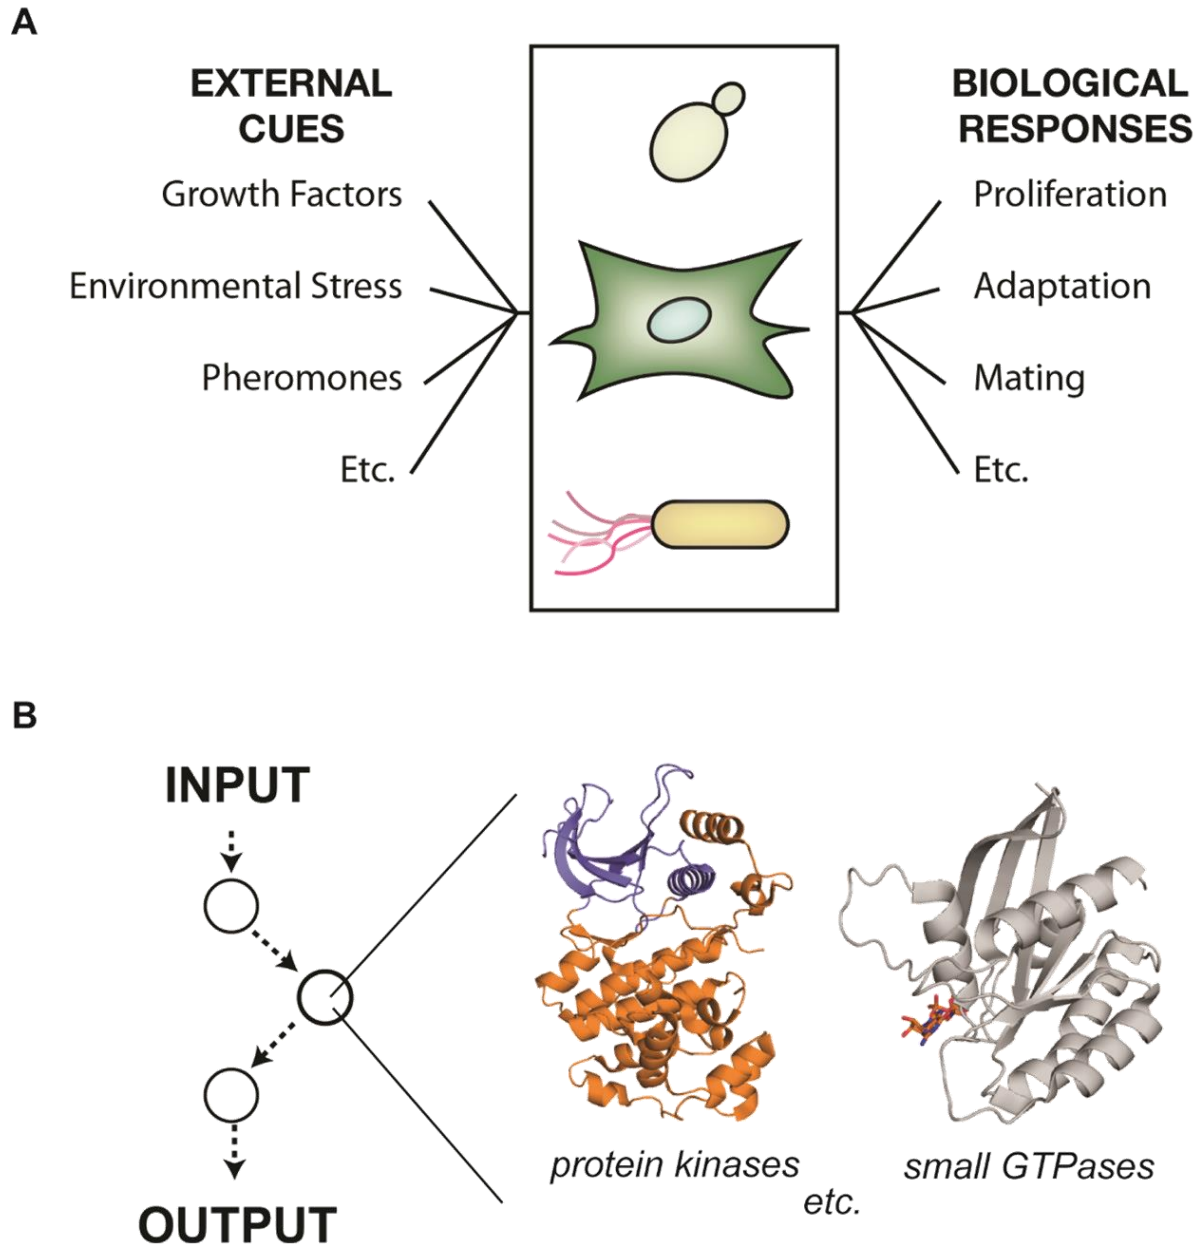 A
EXTERNAL
CUES
Growth Factors
Environmental Stress
Pheromones
Etc.
BIOLOGICAL
RESPONSES
Proliferation
Adaptation
Mating
Etc.
B
INPUT
OUTPUT
protein kinases
small GTPases
etc.